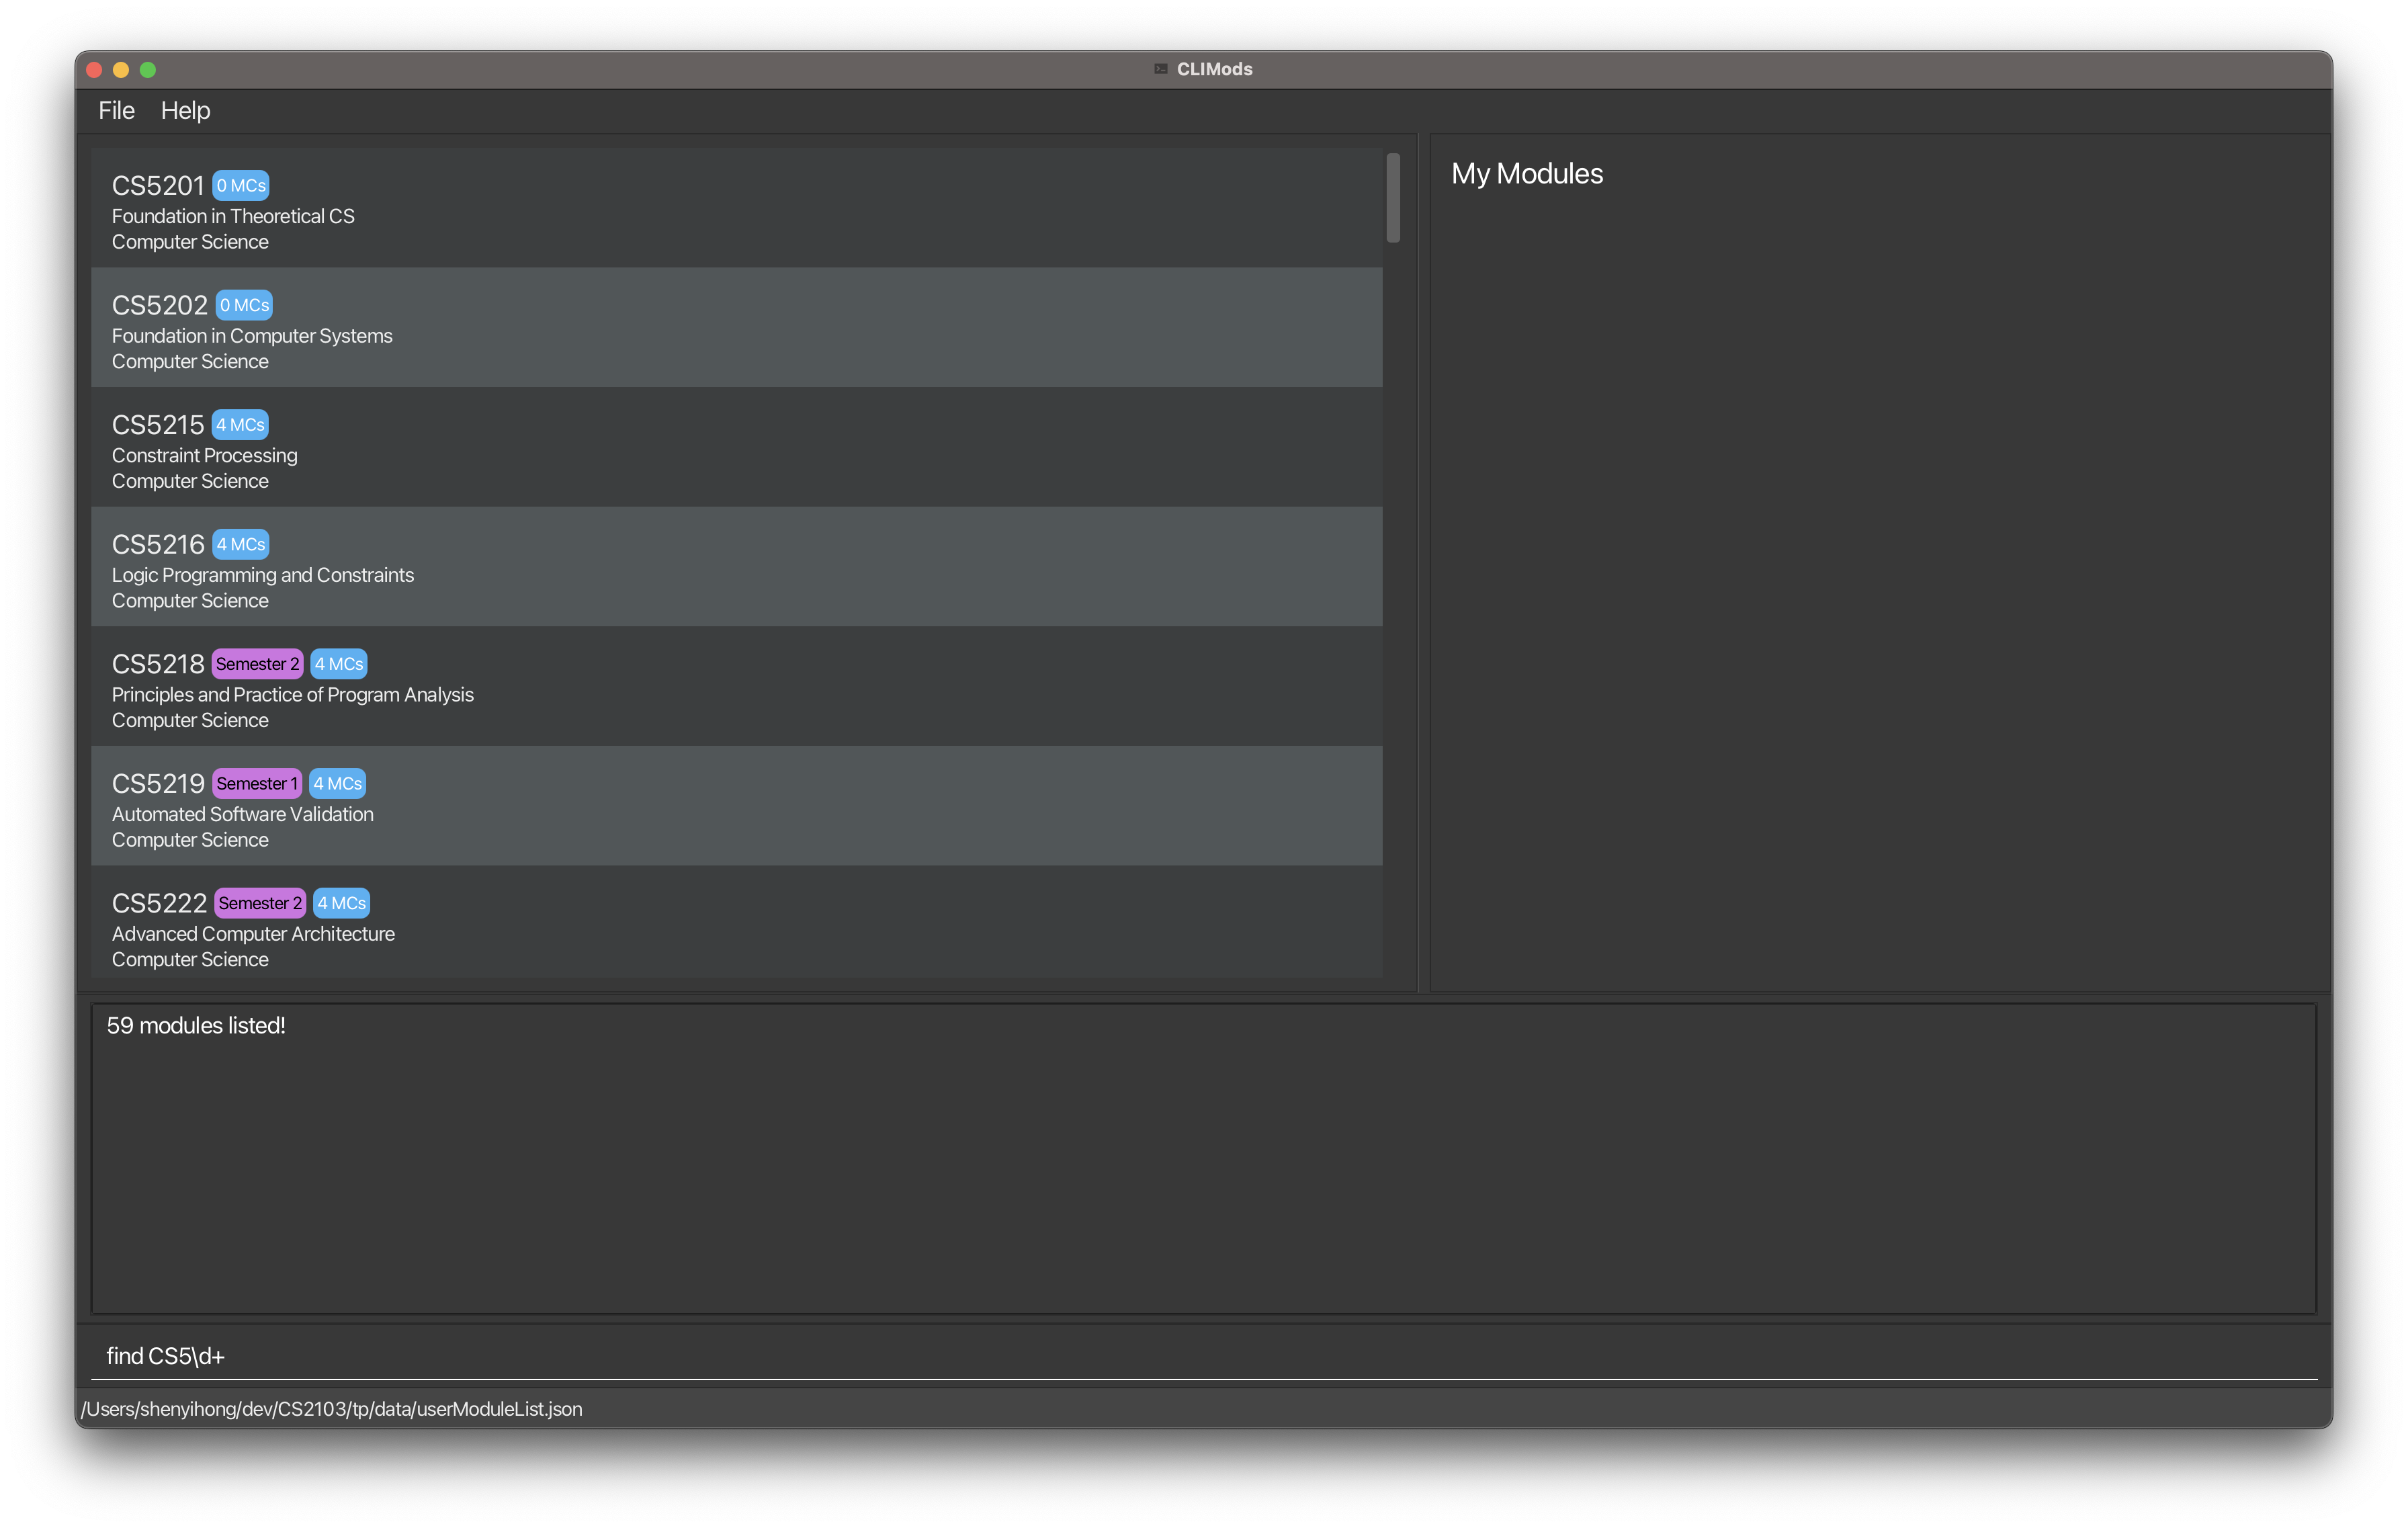 CLIMods
File Help
CS5201 0 MCs
Foundation in Theoretical CS
Computer Science
CS5202 0 MCs
Foundation in Computer Systems
Computer Science
CS5215 4 MCs
Constraint Processing
Computer Science
CS5216 4 MCs
Logic Programming and Constraints
Computer Science
CS5218 Semester 2 4 MCs
Principles and Practice of Program Analysis
Computer Science
CS5219 Semester 1 4 MCs
Automated Software Validation
Computer Science
CS5222 Semester 2 4 MCs
Advanced Computer Architecture
Computer Science
My Modules
59 modules listed!
find CS5\d+
/Users/shenyihong/dev/CS2103/tp/data/userModuleList.json